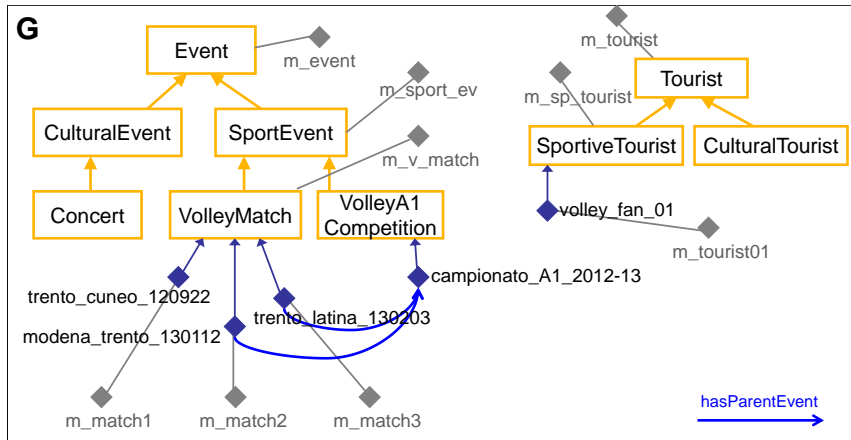 G
Event
m_event
m_tourist
Tourist
m_sport_ev
m_sp_tourist
CulturalEvent
SportEvent
m_v_match
SportiveTourist
CulturalTourist
Concert
VolleyMatch
VolleyA1
Competition
volley_fan_01
m_tourist01
trento_cuneo_120922
campionato_A1_2012-13
trento_latina_130203
modena_trento_130112
m_match1
m_match2
m_match3
hasParentEvent